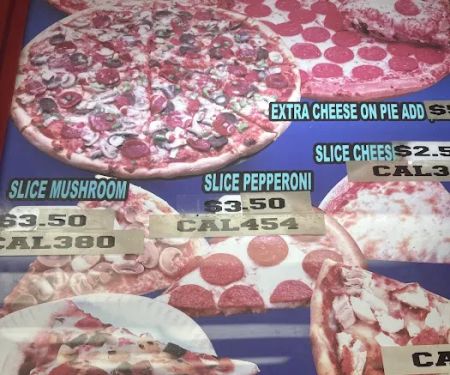 EXTRA CHEESE ON PIE ADD
SLICE CHEES $2.5
CAL3
SLICE MUSHROOM
$3.50
CAL380
SLICE PEPPERONI
$3.50
CAL454
CA